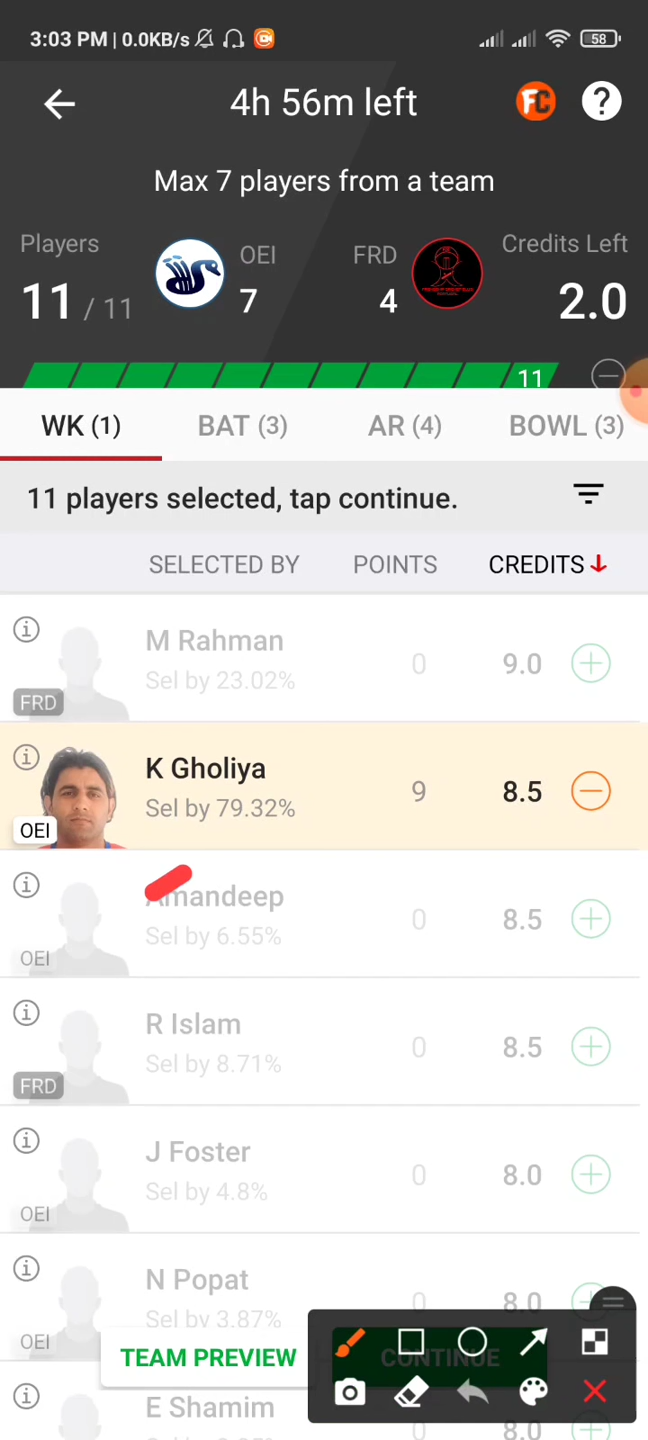 3:03 PM | 0.0KB/s 58
4h 56m left FC ?
Max 7 players from a team
Players OEI FRD Credits Left
11 / 11 7 4 2.0
11
WK (1) BAT (3) AR (4) BOWL (3)
11 players selected, tap continue.
SELECTED BY POINTS CREDITS
M Rahman
Sel by 23.02% 0 9.0
FRD
K Gholiya
Sel by 79.32% 9 8.5
OEI
Amandeep
Sel by 6.55% 0 8.5
OEI
R Islam
Sel by 8.71% 0 8.5
FRD
J Foster
Sel by 4.8% 0 8.0
OEI
N Popat
Sel by 3.87% 0 8.0
OEI
TEAM PREVIEW CONTINUE
E Shamim